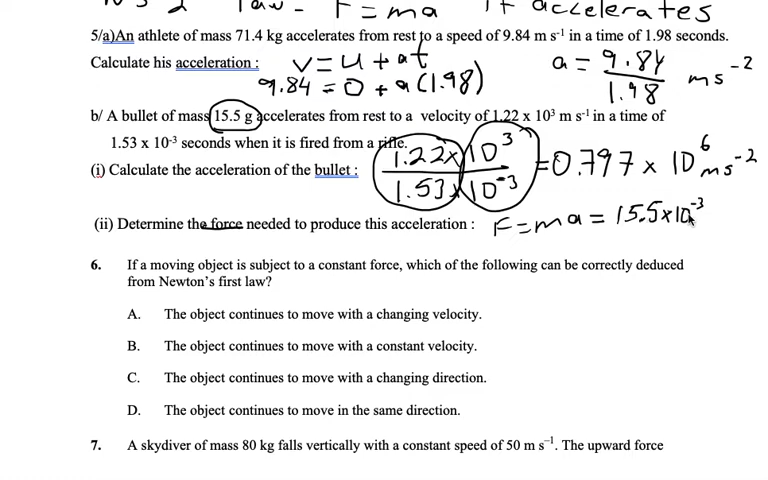 F = ma If accelerates
5/a)An athlete of mass 71.4 kg accelerates from rest to a speed of 9.84 m s⁻¹ in a time of 1.98 seconds.
Calculate his acceleration : v = u + at a = 9.84 / 1.98 ms⁻²
9.84 = 0 + a (1.98)
b/ A bullet of mass 15.5 g accelerates from rest to a velocity of 1.22 x 10³ m s⁻¹ in a time of
1.53 x 10⁻³ seconds when it is fired from a rifle.
(i) Calculate the acceleration of the bullet : 1.22 x 10³ / 1.53 x 10⁻³ = 0.797 x 10⁶ ms⁻²
(ii) Determine the force needed to produce this acceleration : F = ma = 15.5 x 10⁻³
6. If a moving object is subject to a constant force, which of the following can be correctly deduced
from Newton's first law?
A. The object continues to move with a changing velocity.
B. The object continues to move with a constant velocity.
C. The object continues to move with a changing direction.
D. The object continues to move in the same direction.
7. A skydiver of mass 80 kg falls vertically with a constant speed of 50 m s⁻¹. The upward force